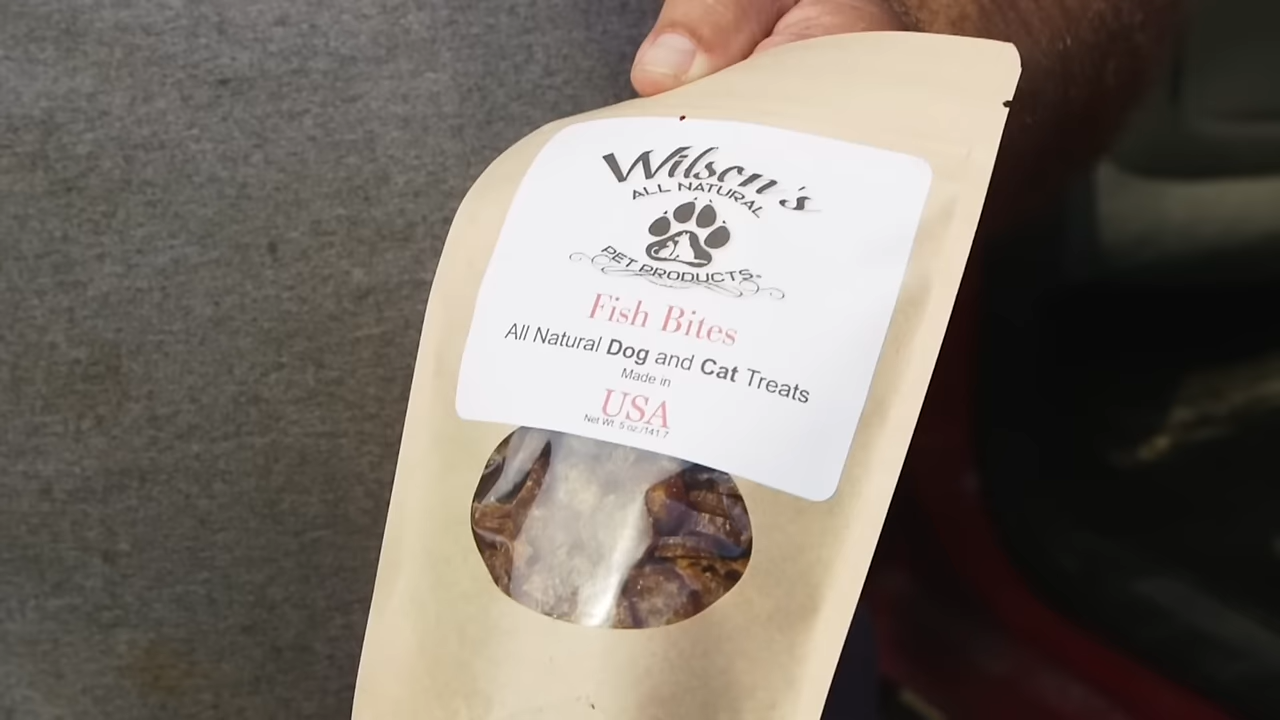 Wilson's
ALL NATURAL
PET PRODUCTS
Fish Bites
All Natural Dog and Cat Treats
Made in
USA
Net Wt. 5 oz./141.7